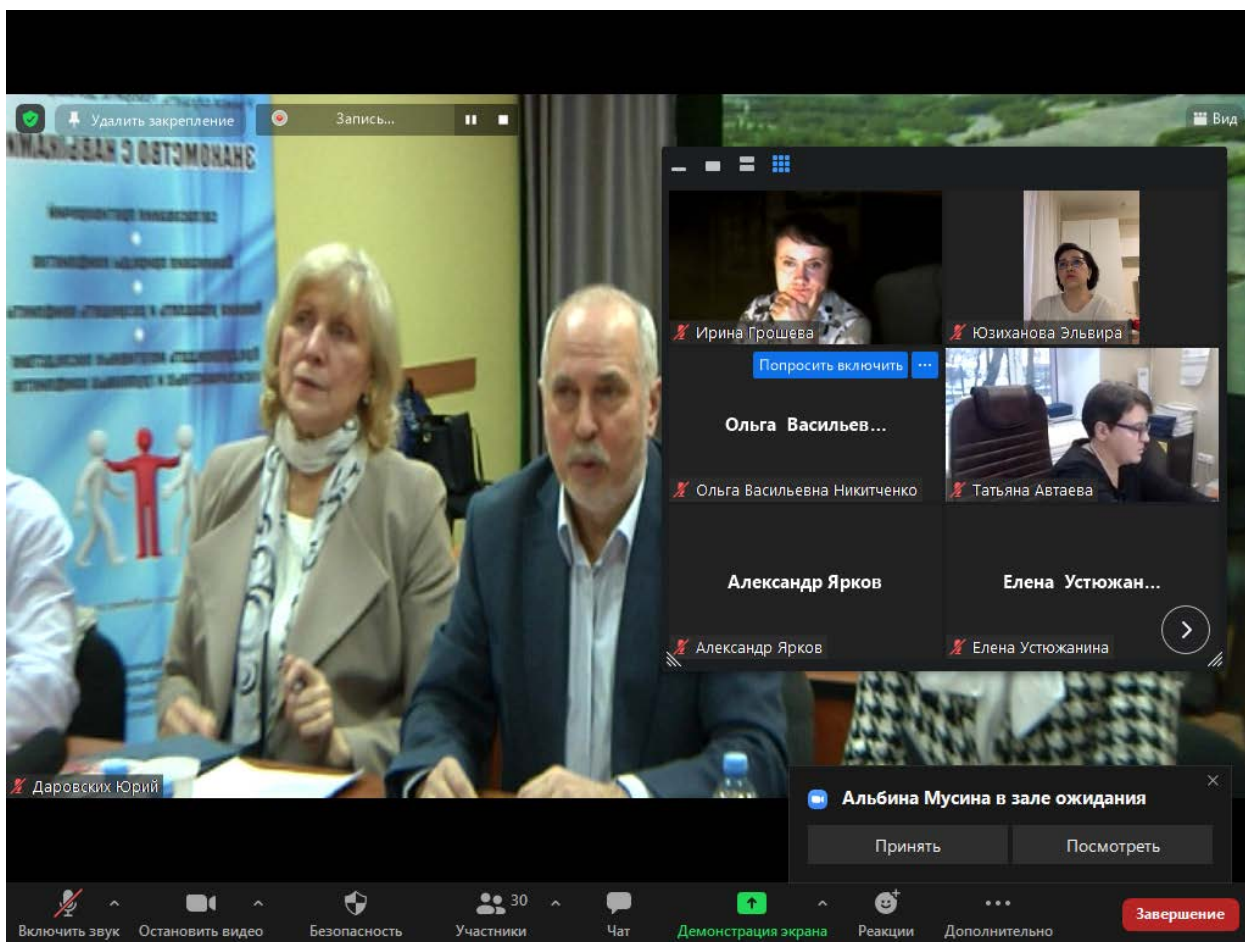 Удалить закрепление
Запись...
Вид
Ирина Грошева
Юзиханова Эльвира
Попросить включить
Ольга Васильев...
Ольга Васильевна Никитченко
Татьяна Автаева
Александр Ярков
Елена Устюжан...
Александр Ярков
Елена Устюжанина
ЗНАКОМСТВО С НАВЫКАМИ
Даровских Юрий
Альбина Мусина в зале ожидания
Принять
Посмотреть
30
Включить звук
Остановить видео
Безопасность
Участники
Чат
Демонстрация экрана
Реакции
Дополнительно
Завершение